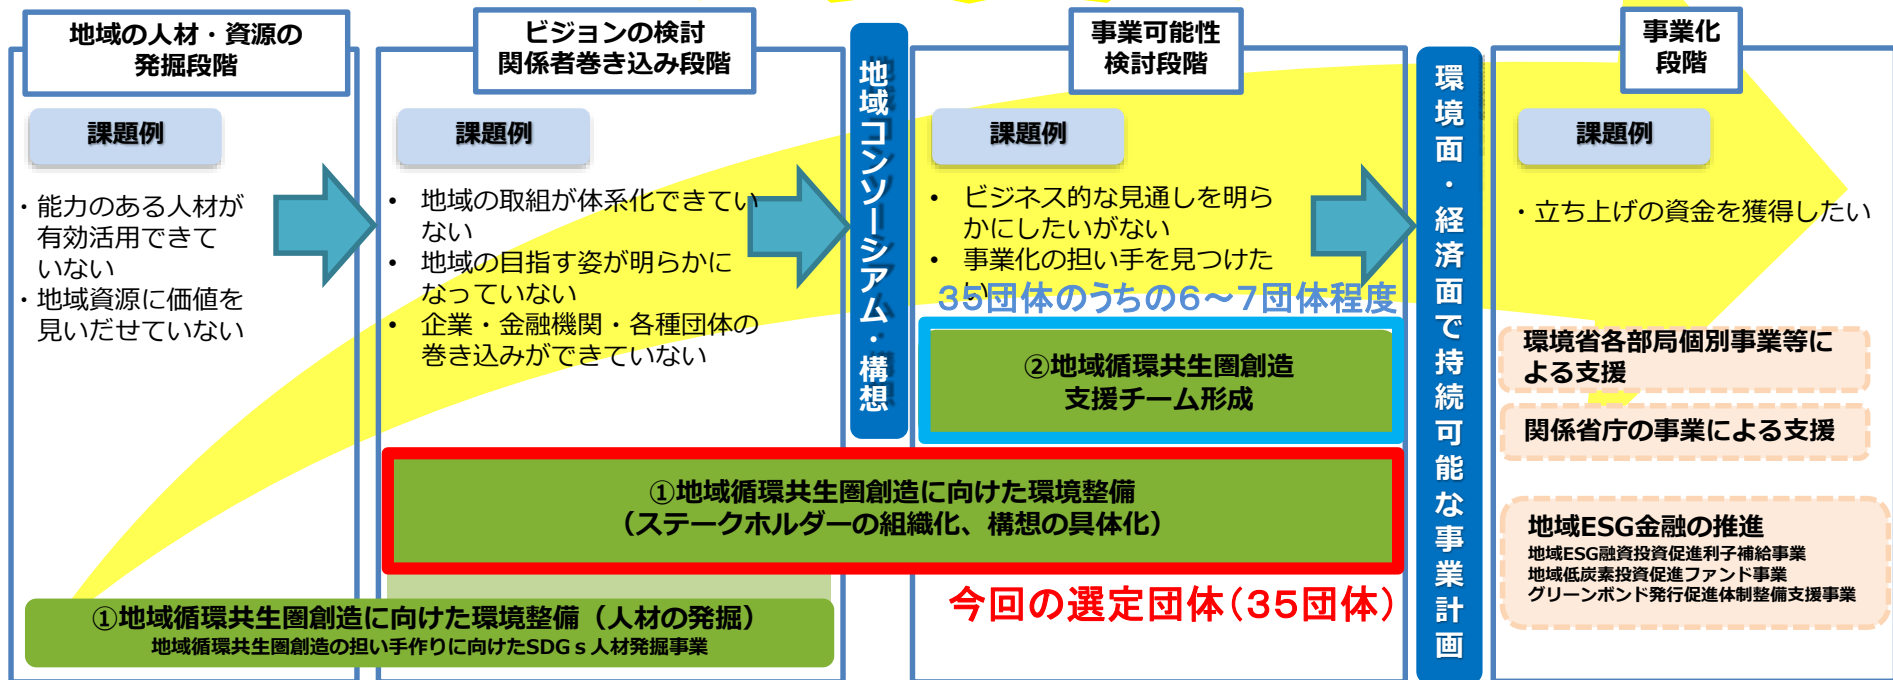 地域の人材・資源の
発掘段階
課題例
・能力のある人材が
有効活用できて
いない
・地域資源に価値を
見いだせていない
ビジョンの検討
関係者巻き込み段階
課題例
• 地域の取組が体系化できてい
ない
• 地域の目指す姿が明らかに
なっていない
• 企業・金融機関・各種団体の
巻き込みができていない
地域コンソーシアム・構想
事業可能性
検討段階
課題例
• ビジネス的な見通しを明ら
かにしたいがない
• 事業化の担い手を見つけた
い
35団体のうちの6～7団体程度
②地域循環共生圏創造
支援チーム形成
①地域循環共生圏創造に向けた環境整備
（ステークホルダーの組織化、構想の具体化）
今回の選定団体（35団体）
①地域循環共生圏創造に向けた環境整備（人材の発掘）
地域循環共生圏創造の担い手作りに向けたSDGｓ人材発掘事業
環境面・経済面で持続可能な事業計画
事業化
段階
課題例
・立ち上げの資金を獲得したい
環境省各部局個別事業等に
よる支援
関係省庁の事業による支援
地域ESG金融の推進
地域ESG融資投資促進利子補給事業
地域低炭素投資促進ファンド事業
グリーンボンド発行促進体制整備支援事業